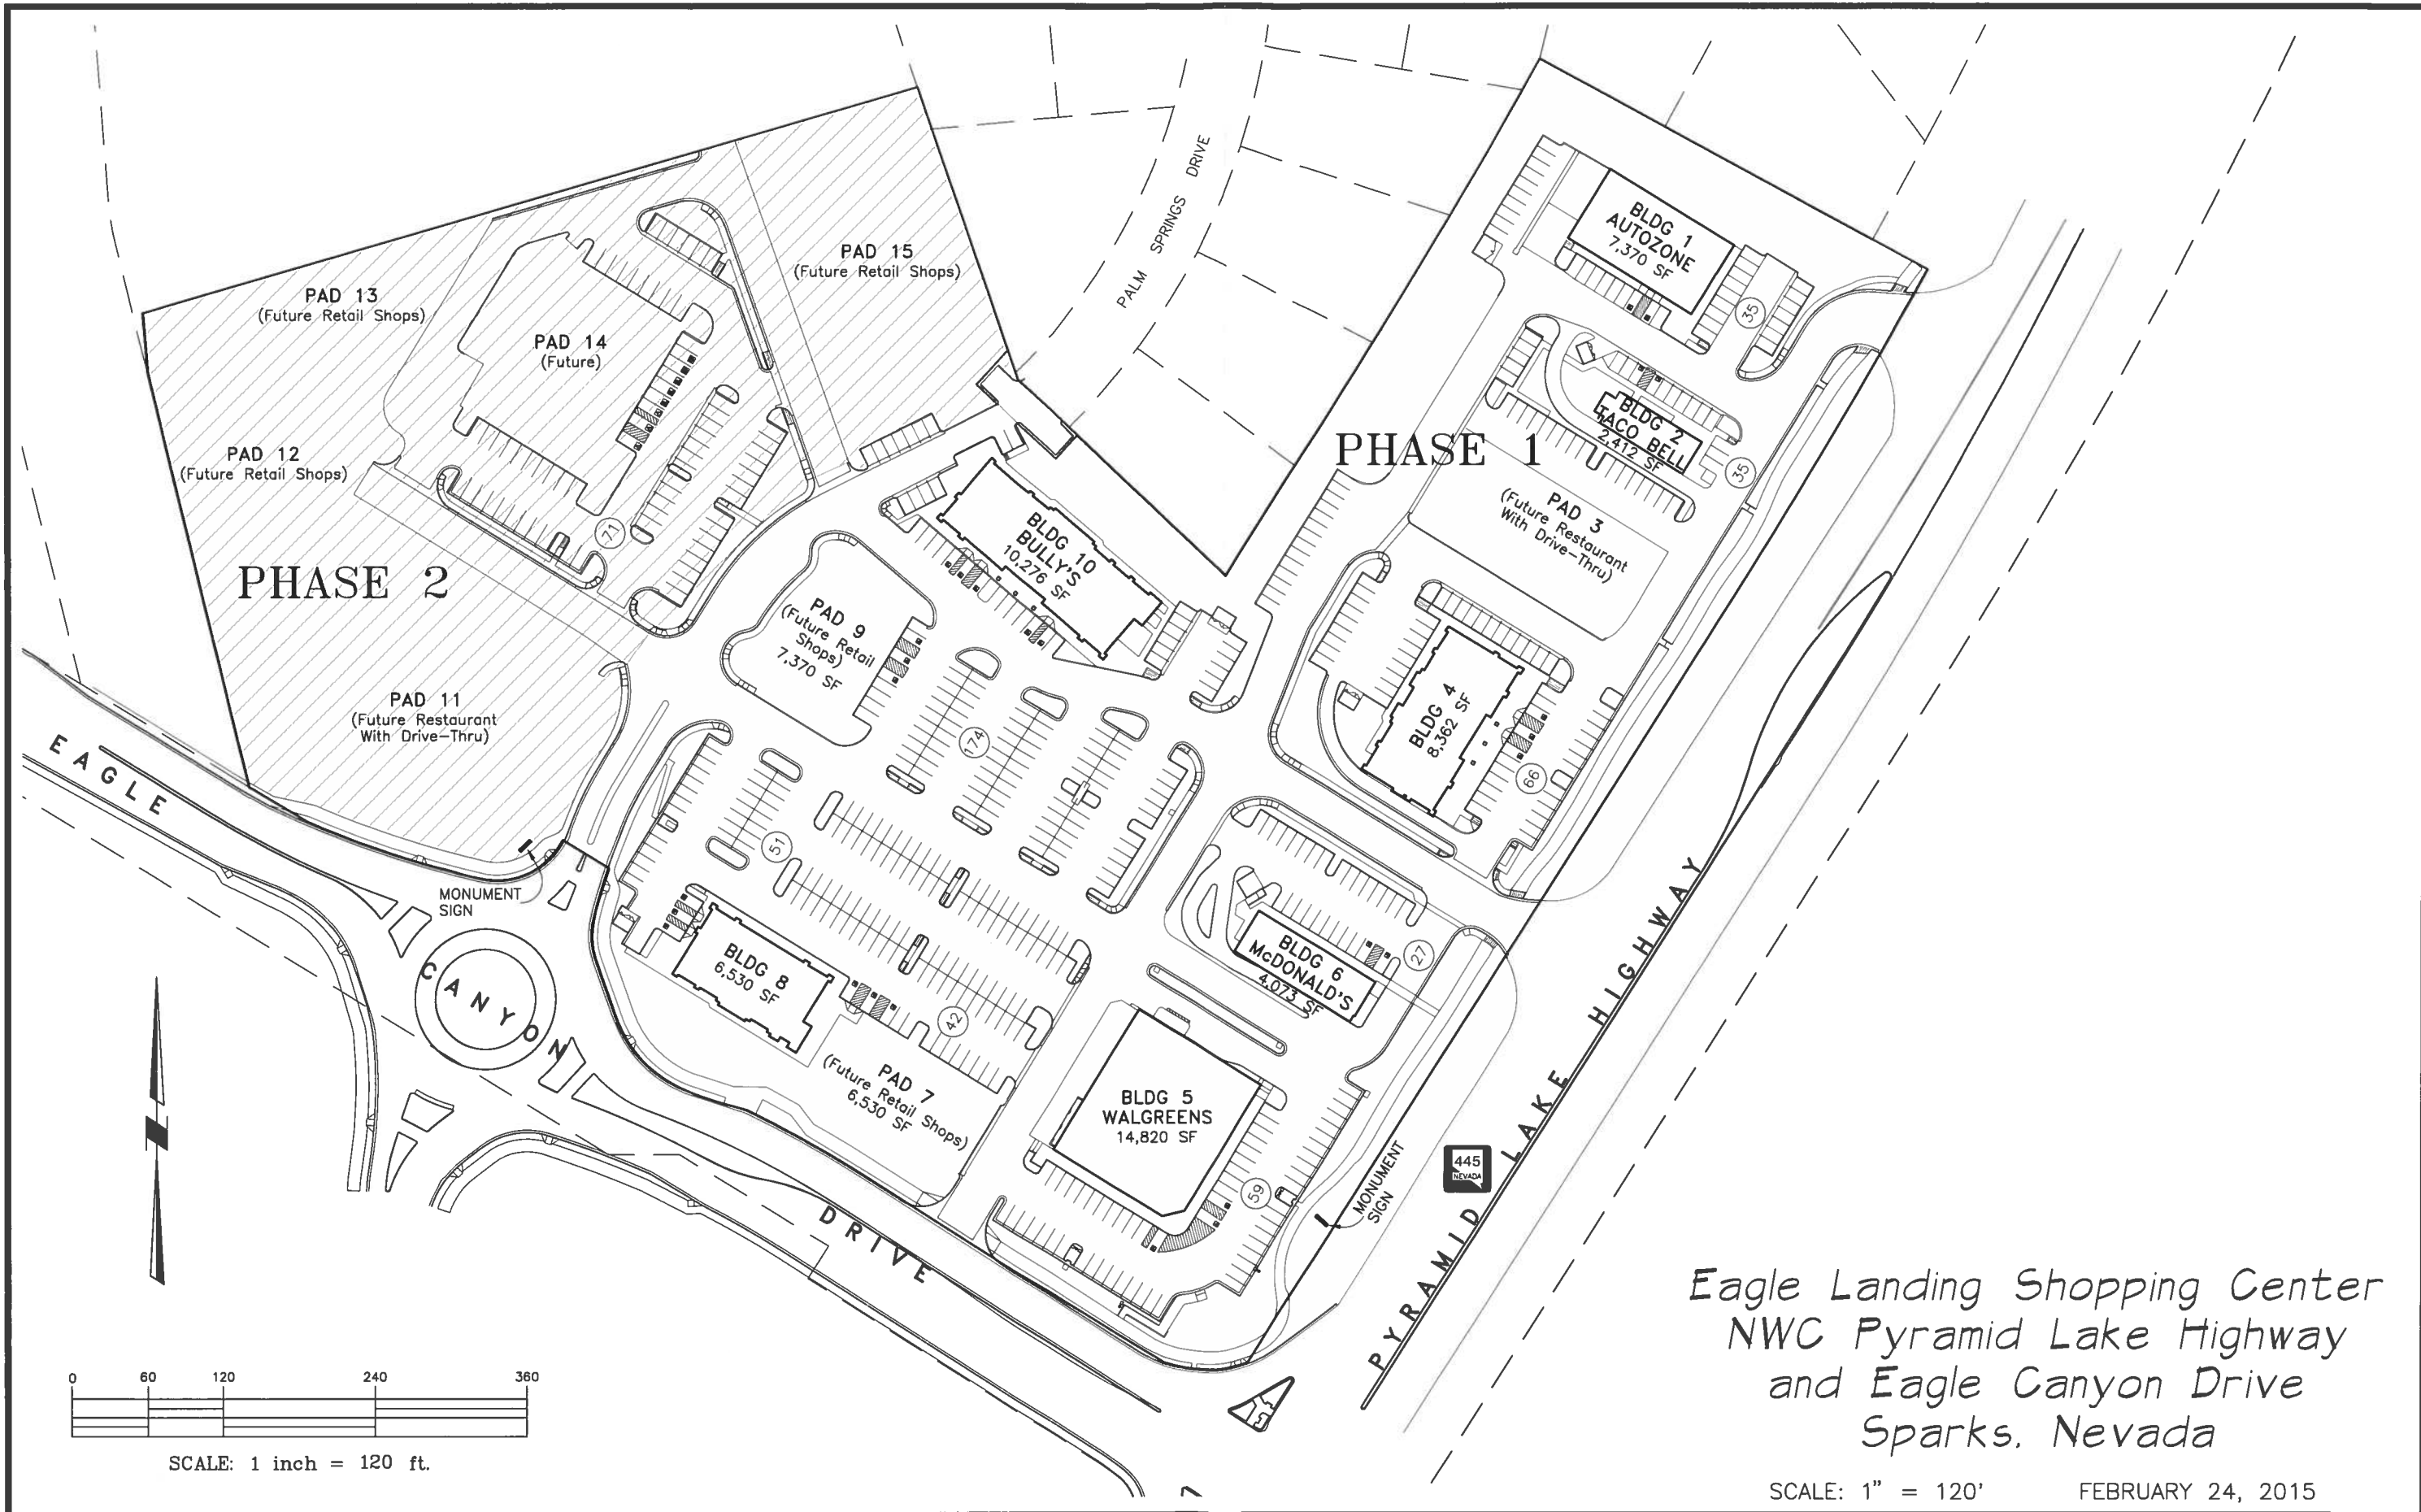 PALM SPRINGS DRIVE
BLDG 1
AUTOZONE
7,370 SF
35
PAD 15
(Future Retail Shops)
PAD 13
(Future Retail Shops)
PAD 14
(Future)
BLDG 2
TACO BELL
2,412 SF
35
PHASE 1
PAD 12
(Future Retail Shops)
PAD 3
(Future Restaurant
With Drive-Thru)
71
BLDG 10
BULLY'S
10,276 SF
PHASE 2
PAD 9
(Future Retail
Shops)
7,370 SF
PAD 11
(Future Restaurant
With Drive-Thru)
BLDG 4
8,362 SF
174
66
51
MONUMENT
SIGN
EAGLE CANYON DRIVE
BLDG 8
6,530 SF
BLDG 6
McDONALD'S
4,073 SF
27
42
PAD 7
(Future Retail Shops)
6,530 SF
BLDG 5
WALGREENS
14,820 SF
59
MONUMENT
SIGN
445
NEVADA
PYRAMID LAKE HIGHWAY
N
0 60 120 240 360
SCALE: 1 inch = 120 ft.
Eagle Landing Shopping Center
NWC Pyramid Lake Highway
and Eagle Canyon Drive
Sparks, Nevada
SCALE: 1" = 120' FEBRUARY 24, 2015